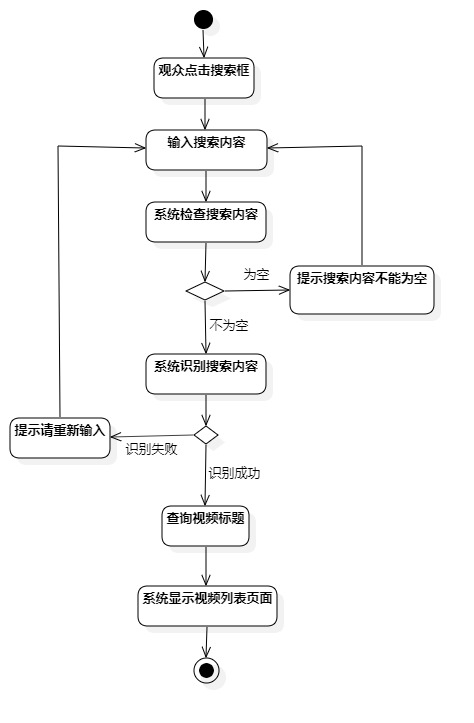 观众点击搜索框
输入搜索内容
系统检查搜索内容
为空
提示搜索内容不能为空
不为空
系统识别搜索内容
提示请重新输入
识别失败
识别成功
查询视频标题
系统显示视频列表页面